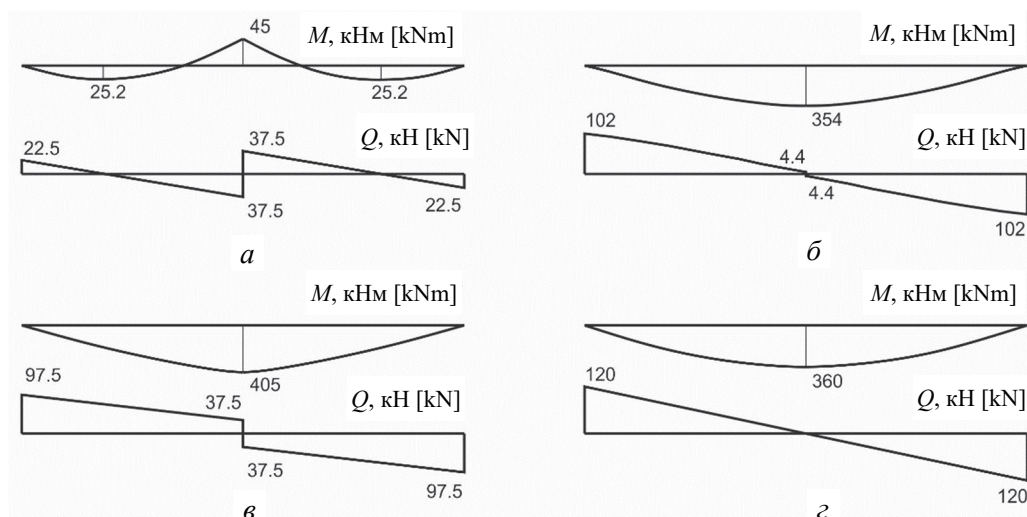 45
M, кНм [kNm]
25.2
25.2
22.5
37.5
Q, кН [kN]
37.5
22.5
а
M, кНм [kNm]
354
102
Q, кН [kN]
4.4
4.4
102
б
M, кНм [kNm]
97.5
405
37.5
Q, кН [kN]
37.5
97.5
в
M, кНм [kNm]
120
360
Q, кН [kN]
120
г